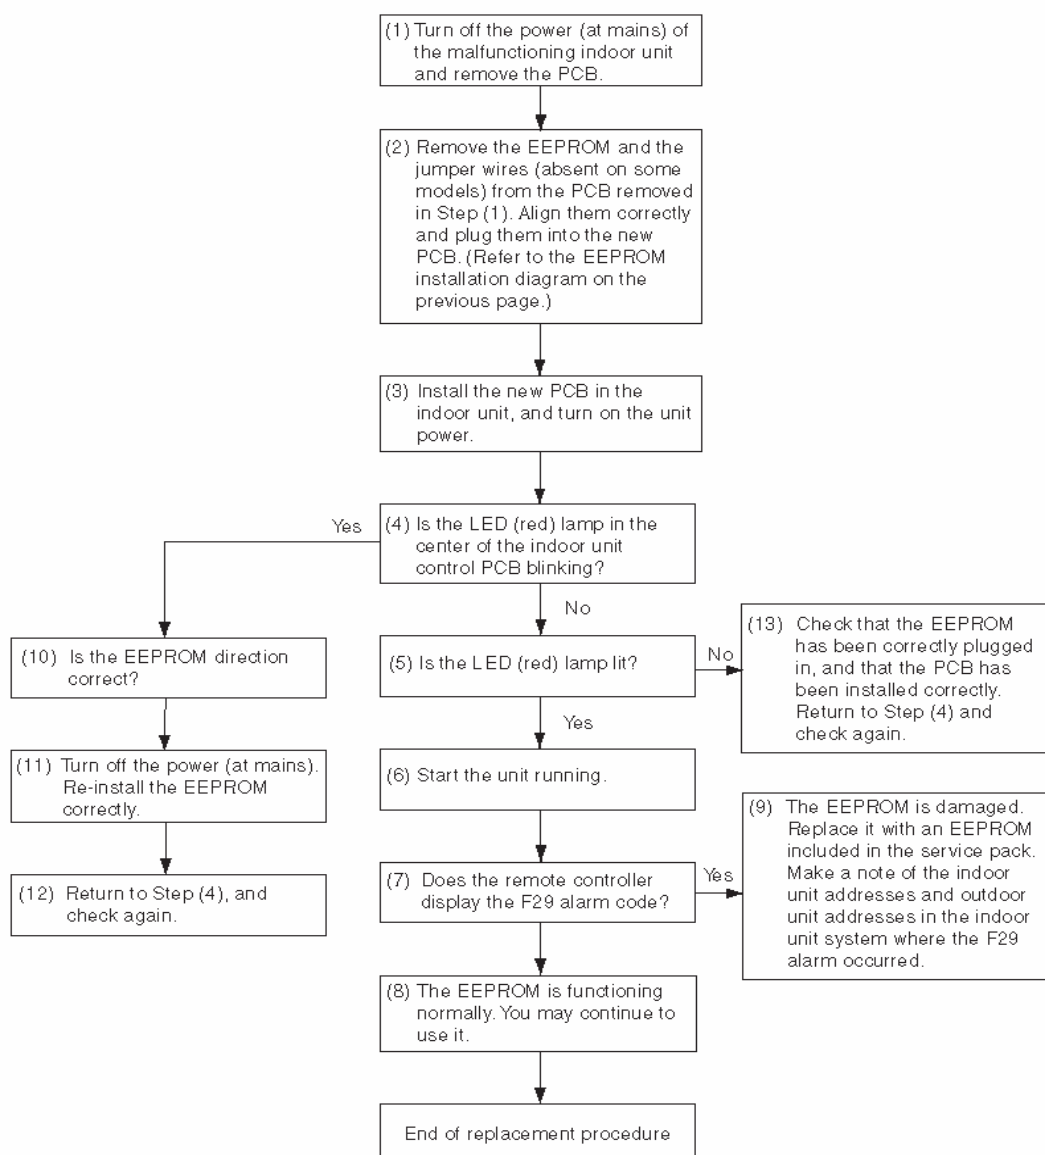 (1) Turn off the power (at mains) of
the malfunctioning indoor unit
and remove the PCB.
(2) Remove the EEPROM and the
jumper wires (absent on some
models) from the PCB removed
in Step (1). Align them correctly
and plug them into the new
PCB. (Refer to the EEPROM
installation diagram on the
previous page.)
(3) Install the new PCB in the
indoor unit, and turn on the unit
power.
Yes
(4) Is the LED (red) lamp in the
center of the indoor unit
control PCB blinking?
No
(10) Is the EEPROM direction
correct?
(5) Is the LED (red) lamp lit?
No
(13) Check that the EEPROM
has been correctly plugged
in, and that the PCB has
been installed correctly.
Return to Step (4) and
check again.
Yes
(11) Turn off the power (at mains).
Re-install the EEPROM
correctly.
(6) Start the unit running.
(12) Return to Step (4), and
check again.
(7) Does the remote controller
display the F29 alarm code?
Yes
(9) The EEPROM is damaged.
Replace it with an EEPROM
included in the service pack.
Make a note of the indoor
unit addresses and outdoor
unit addresses in the indoor
unit system where the F29
alarm occurred.
(8) The EEPROM is functioning
normally. You may continue to
use it.
End of replacement procedure